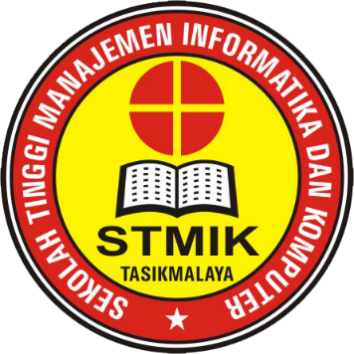 SEKOLAH TINGGI MANAJEMEN INFORMATIKA DAN KOMPUTER
STMIK
TASIKMALAYA